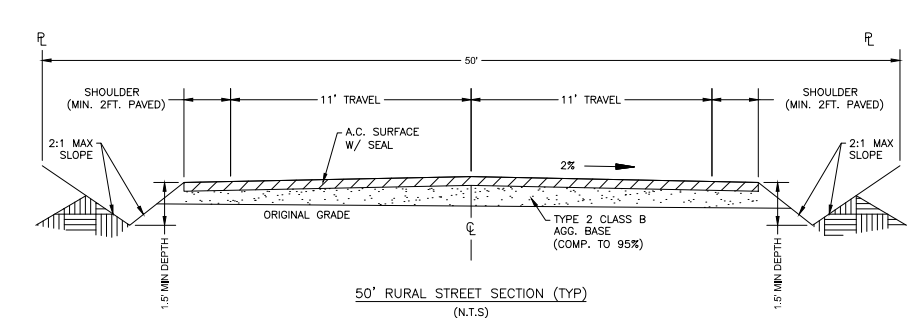 PL
PL
50'
SHOULDER
(MIN. 2FT. PAVED)
11' TRAVEL
11' TRAVEL
SHOULDER
(MIN. 2FT. PAVED)
2:1 MAX
SLOPE
A.C. SURFACE
W/ SEAL
2%
2:1 MAX
SLOPE
ORIGINAL GRADE
TYPE 2 CLASS B
AGG. BASE
(COMP. TO 95%)
CL
1.5' MIN DEPTH
1.5' MIN DEPTH
50' RURAL STREET SECTION (TYP)
(N.T.S)